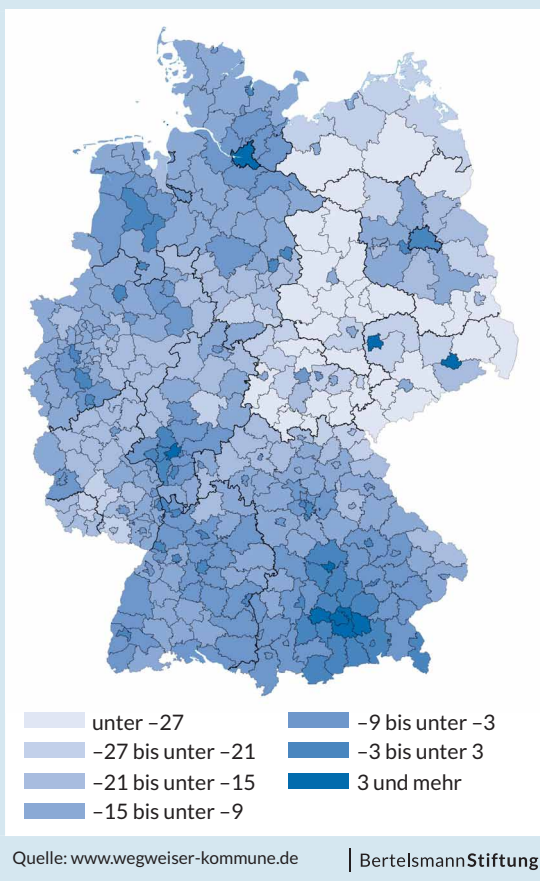 unter –27
–27 bis unter –21
–21 bis unter –15
–15 bis unter –9
–9 bis unter –3
–3 bis unter 3
3 und mehr
Quelle: www.wegweiser-kommune.de
BertelsmannStiftung